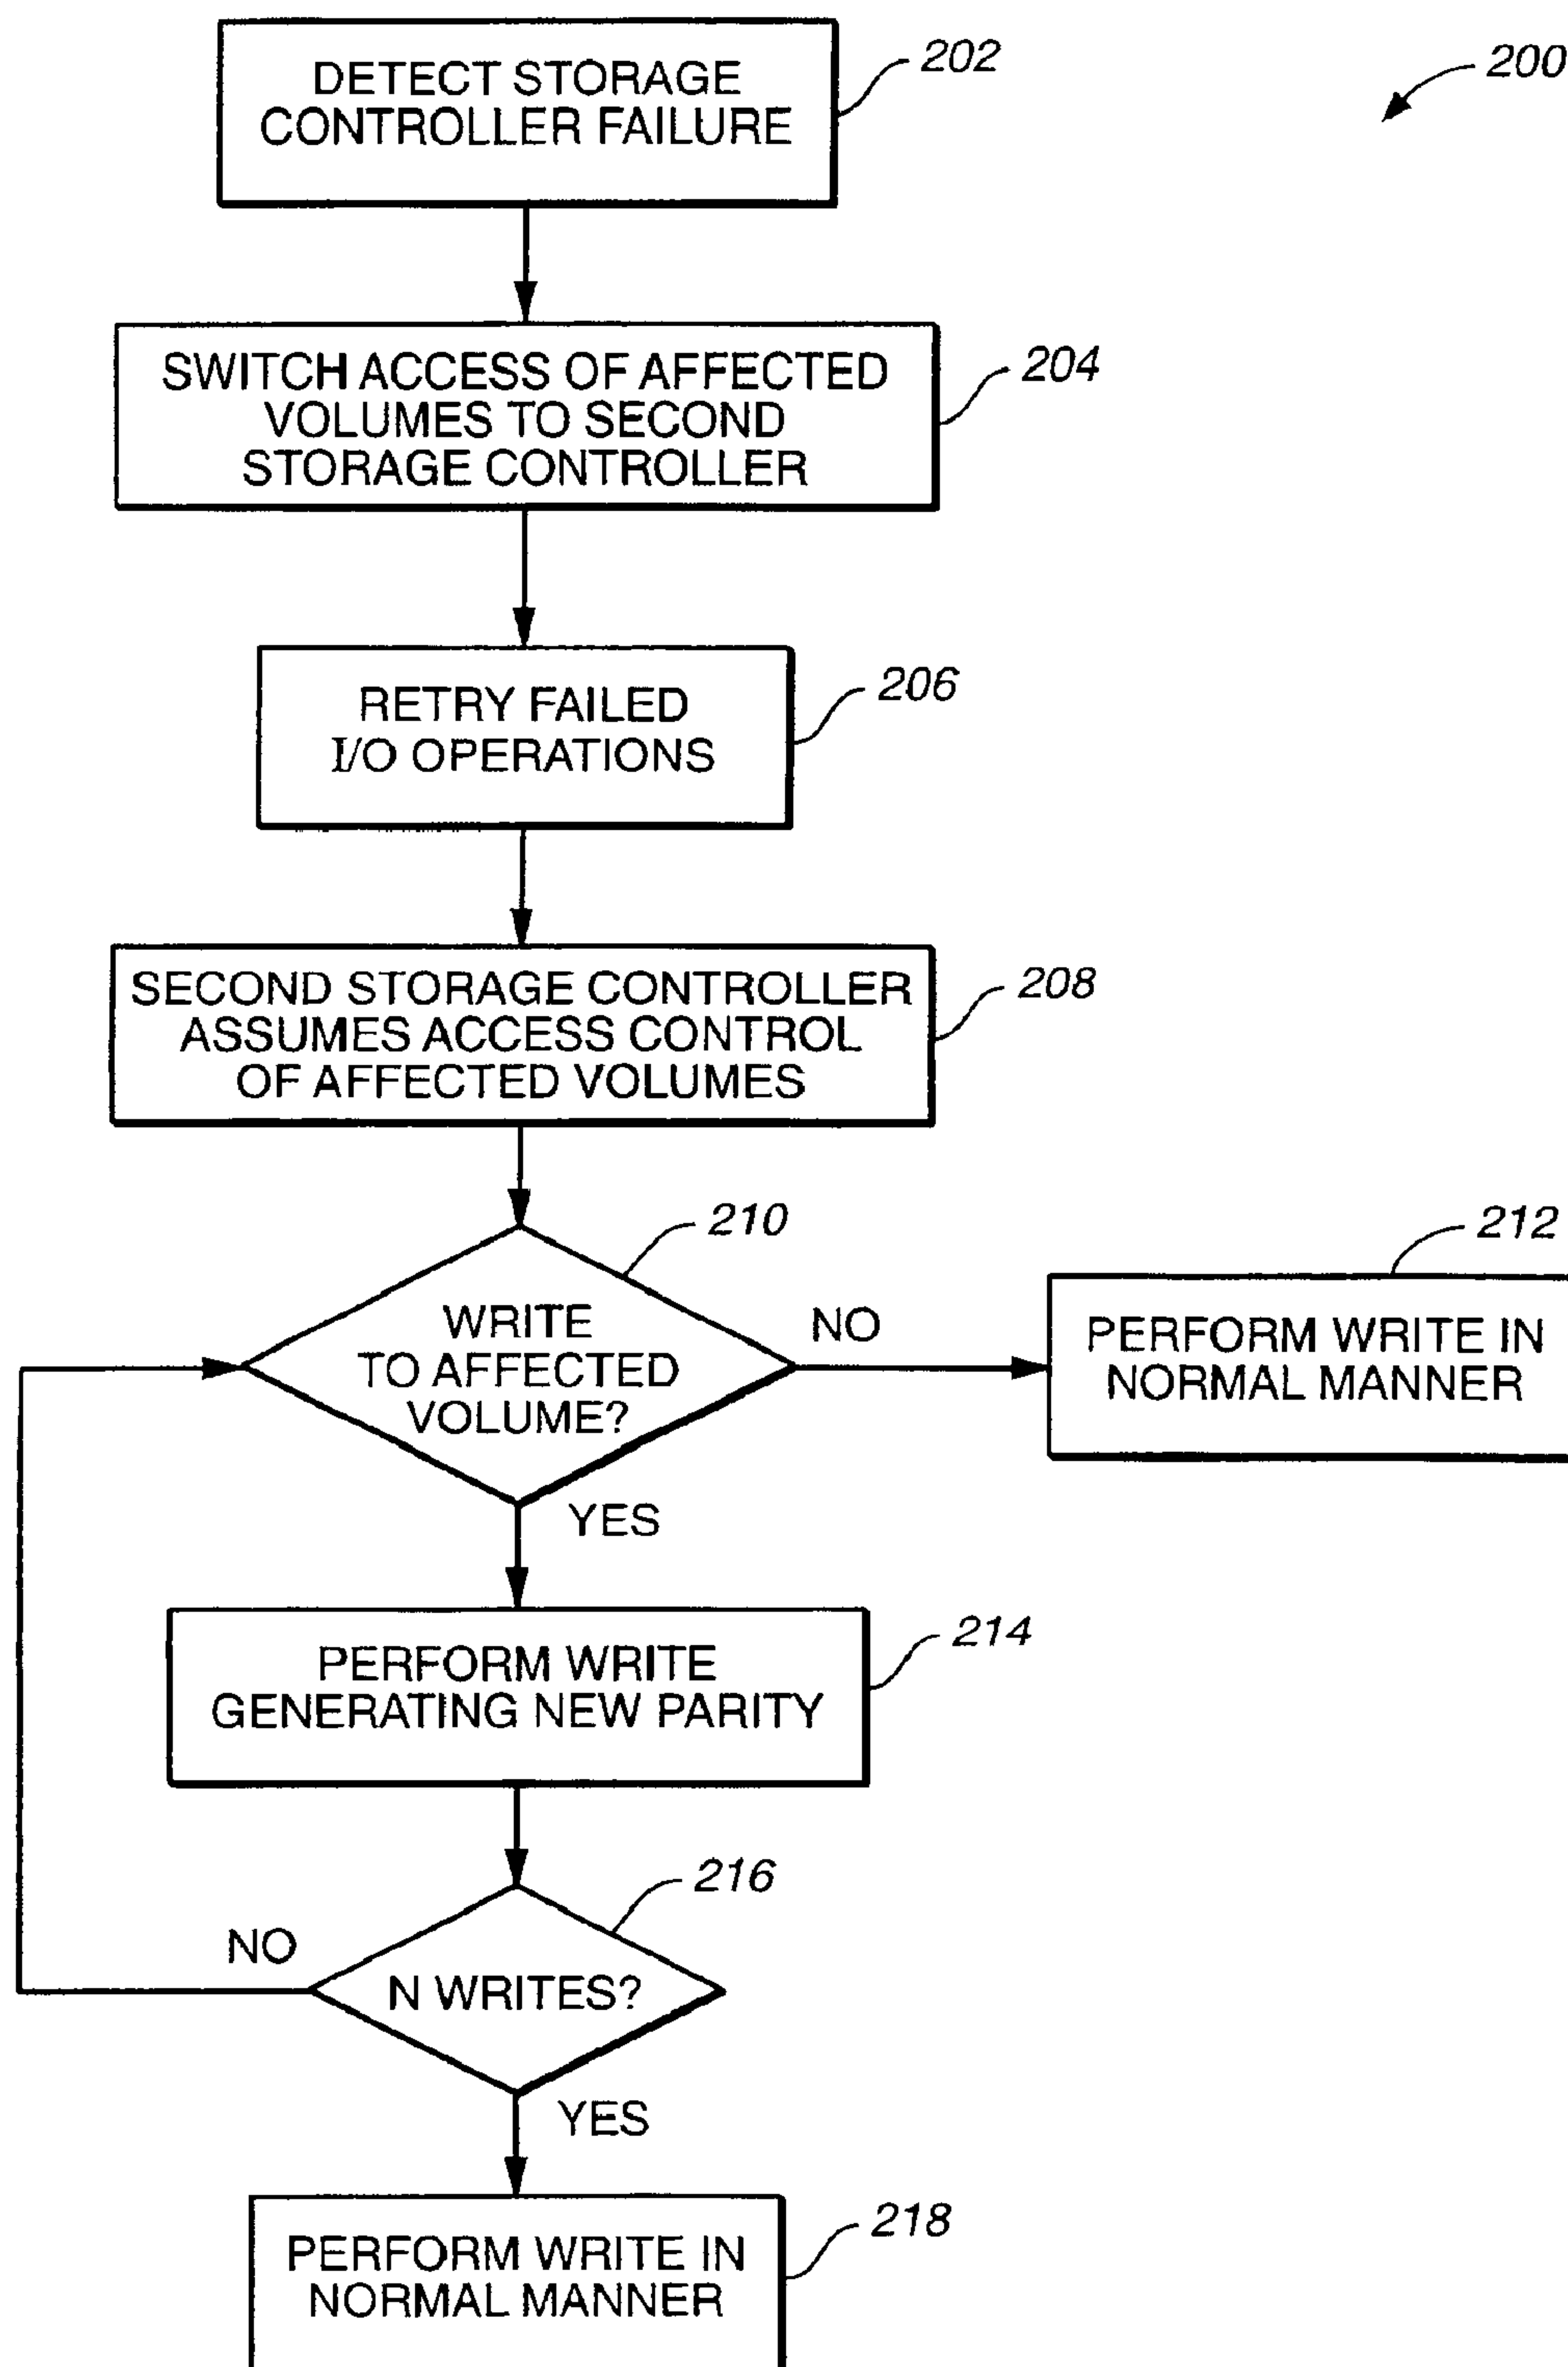 200
202
DETECT STORAGE
CONTROLLER FAILURE
204
SWITCH ACCESS OF AFFECTED
VOLUMES TO SECOND
STORAGE CONTROLLER
206
RETRY FAILED
I/O OPERATIONS
208
SECOND STORAGE CONTROLLER
ASSUMES ACCESS CONTROL
OF AFFECTED VOLUMES
210
WRITE
TO AFFECTED
VOLUME?
NO
212
PERFORM WRITE IN
NORMAL MANNER
YES
214
PERFORM WRITE
GENERATING NEW PARITY
216
NO
N WRITES?
YES
218
PERFORM WRITE IN
NORMAL MANNER